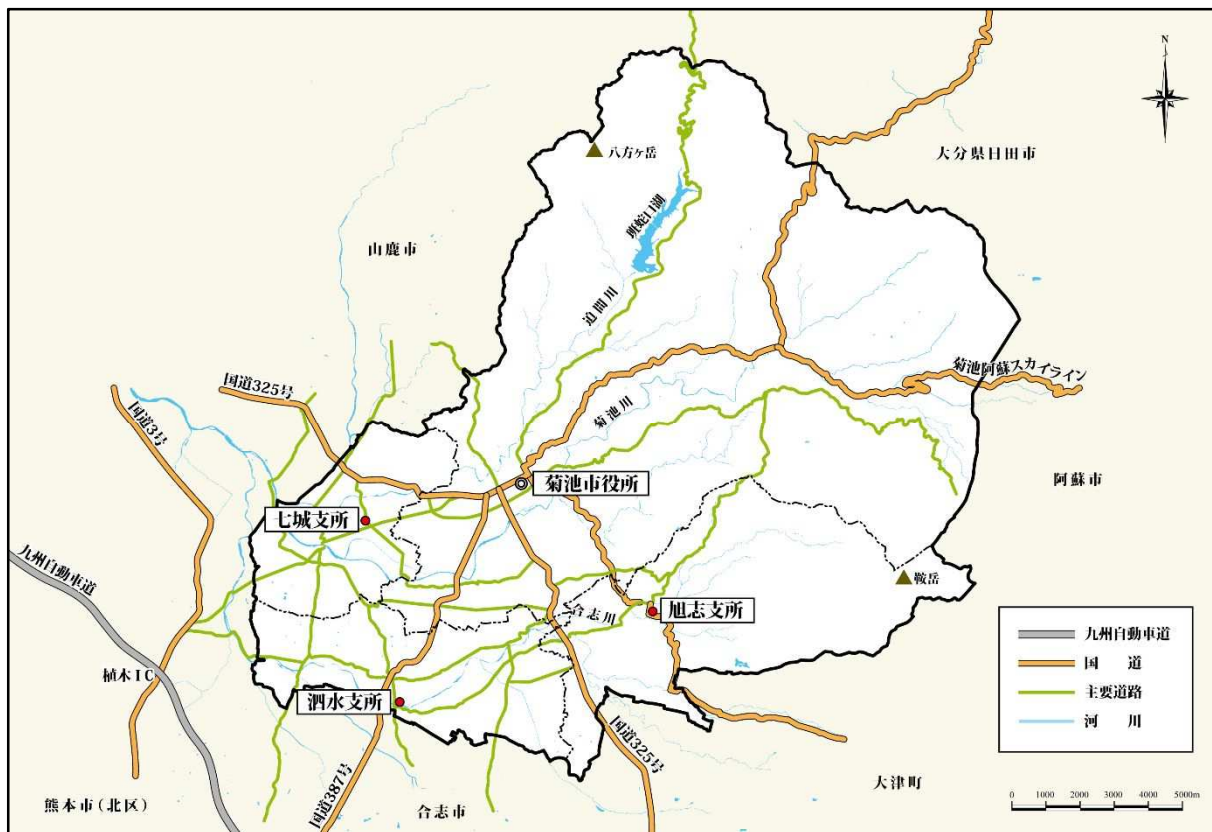 N
大分県日田市
八方ヶ岳
班蛇口湖
山鹿市
迫間川
菊池阿蘇スカイライン
国道325号
国道3号
菊池川
菊池市役所
阿蘇市
七城支所
九州自動車道
鞍岳
旭志支所
合志川
九州自動車道
国 道
主要道路
河 川
植木IC
泗水支所
国道325号
国道387号
大津町
熊本市(北区)
合志市
0 1000 2000 3000 4000 5000m